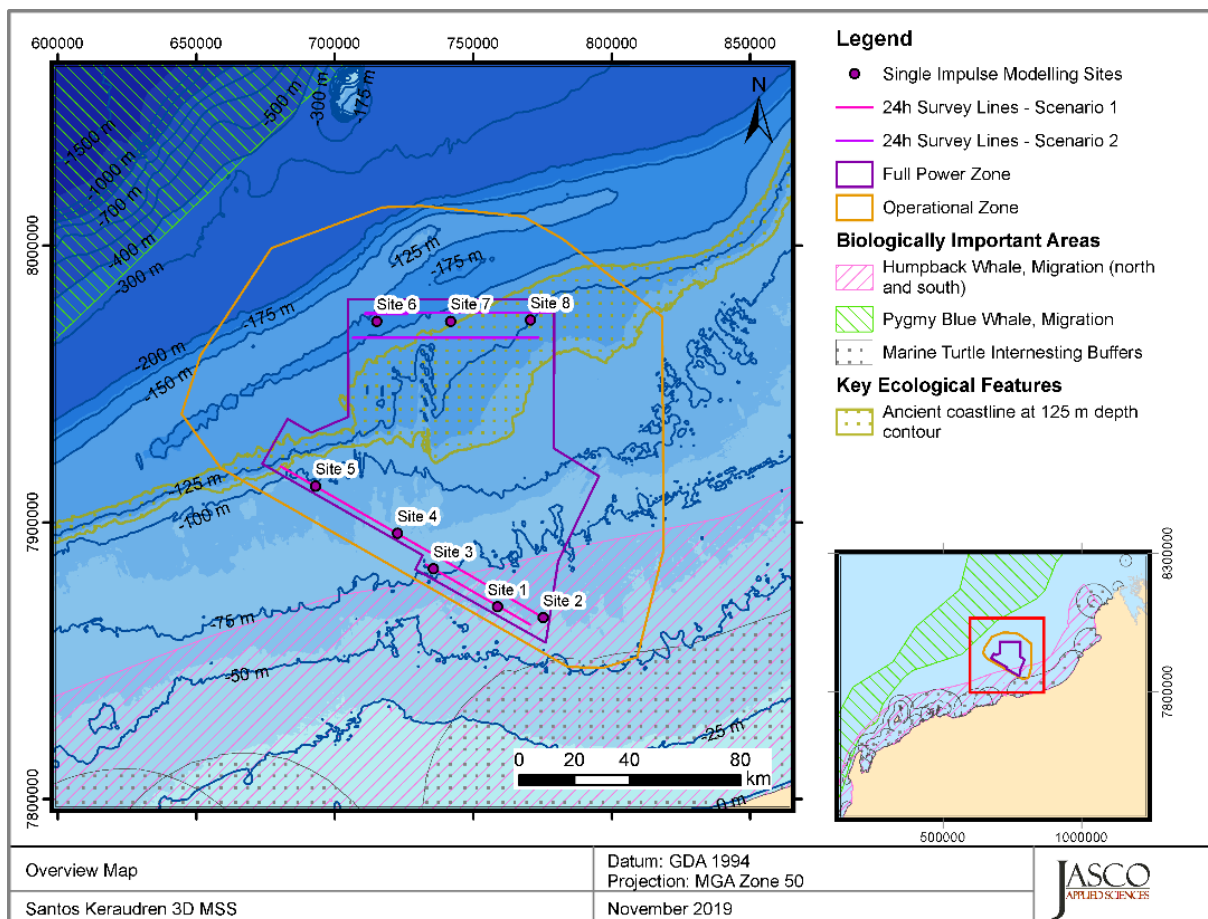 600000 650000 700000 750000 800000 850000
8000000
7900000
7800000
-1500 m
-1000 m
-700 m
-500 m
-400 m
-300 m
-300 m
-175 m
N
-125 m
-175 m
-175 m
-200 m
-150 m
Site 6
Site 7
Site 8
-125 m
-100 m
Site 5
Site 4
Site 3
Site 1
Site 2
-75 m
-50 m
-25 m
0 m
0 20 40 80
km
Legend
Single Impulse Modelling Sites
24h Survey Lines - Scenario 1
24h Survey Lines - Scenario 2
Full Power Zone
Operational Zone
Biologically Important Areas
Humpback Whale, Migration (north
and south)
Pygmy Blue Whale, Migration
Marine Turtle Internesting Buffers
Key Ecological Features
Ancient coastline at 125 m depth
contour
8300000
7800000
500000 1000000
Overview Map
Datum: GDA 1994
Projection: MGA Zone 50
Santos Keraudren 3D MSS
November 2019
JASCO
APPLIED SCIENCES